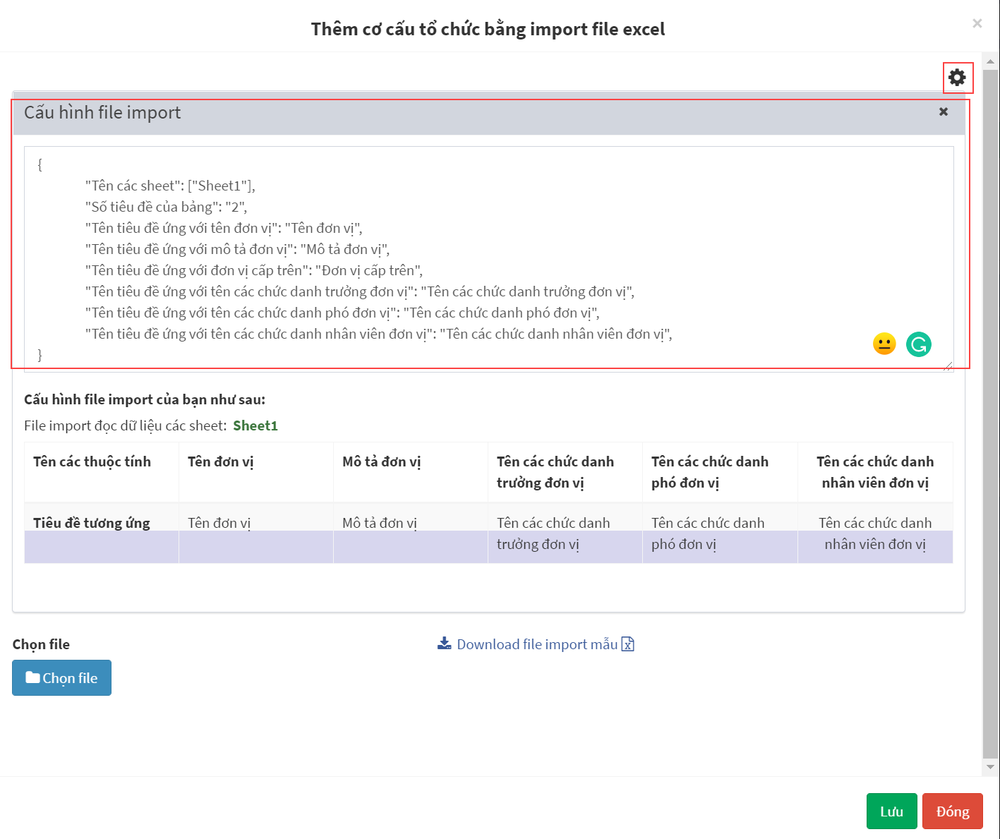 Thêm cơ cấu tổ chức bằng import file excel
×
Cấu hình file import
{
"Tên các sheet": ["Sheet1"],
"Số tiêu đề của bảng": "2",
"Tên tiêu đề ứng với tên đơn vị": "Tên đơn vị",
"Tên tiêu đề ứng với mô tả đơn vị": "Mô tả đơn vị",
"Tên tiêu đề ứng với đơn vị cấp trên": "Đơn vị cấp trên",
"Tên tiêu đề ứng với tên các chức danh trưởng đơn vị": "Tên các chức danh trưởng đơn vị",
"Tên tiêu đề ứng với tên các chức danh phó đơn vị": "Tên các chức danh phó đơn vị",
"Tên tiêu đề ứng với tên các chức danh nhân viên đơn vị": "Tên các chức danh nhân viên đơn vị",
}
Cấu hình file import của bạn như sau:
File import đọc dữ liệu các sheet: Sheet1
Tên các thuộc tính
Tên đơn vị
Mô tả đơn vị
Tên các chức danh
trưởng đơn vị
Tên các chức danh
phó đơn vị
Tên các chức danh
nhân viên đơn vị
Tiêu đề tương ứng
Tên đơn vị
Mô tả đơn vị
Tên các chức danh
trưởng đơn vị
Tên các chức danh
phó đơn vị
Tên các chức danh
nhân viên đơn vị
Chọn file
Download file import mẫu
Chọn file
Lưu
Đóng